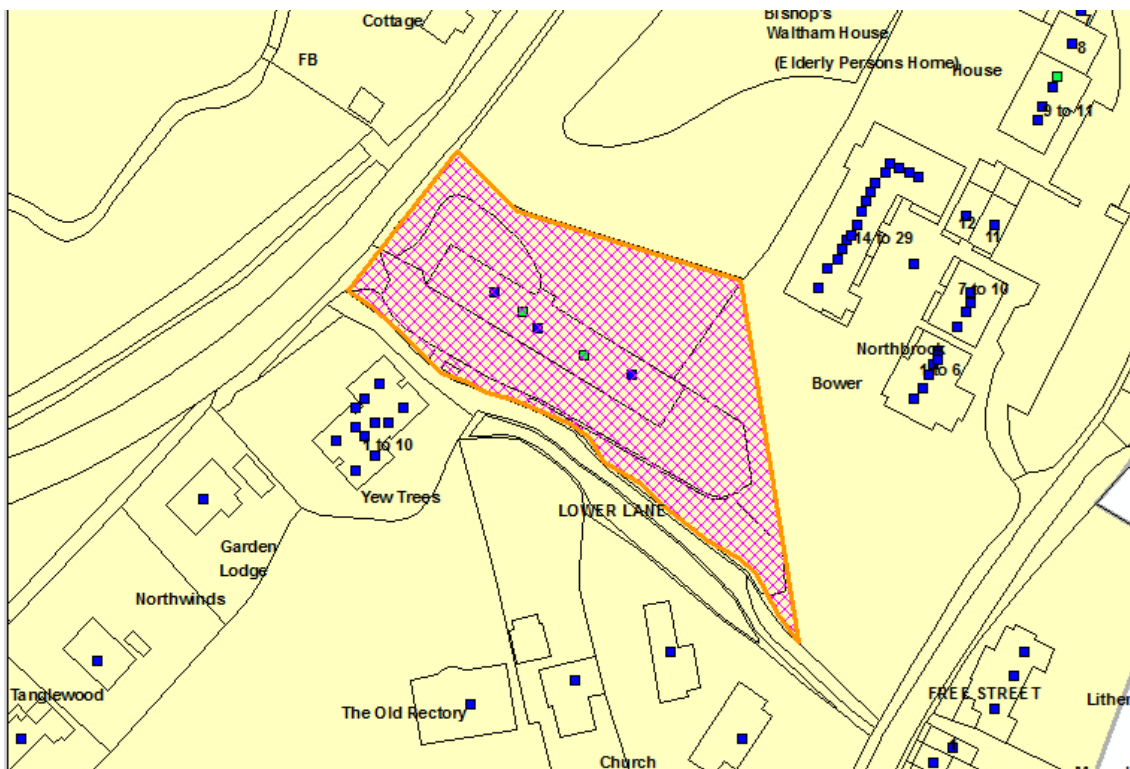 Cottage
Bishop's
Waltham House
(Elderly Persons Home)
House
FB
8
9 to 11
14 to 29
12
11
7 to 10
Northbrook
1 to 6
Bower
1 to 10
Yew Trees
LOWER LANE
Garden
Lodge
Northwinds
Tanglewood
The Old Rectory
FREE STREET
Church